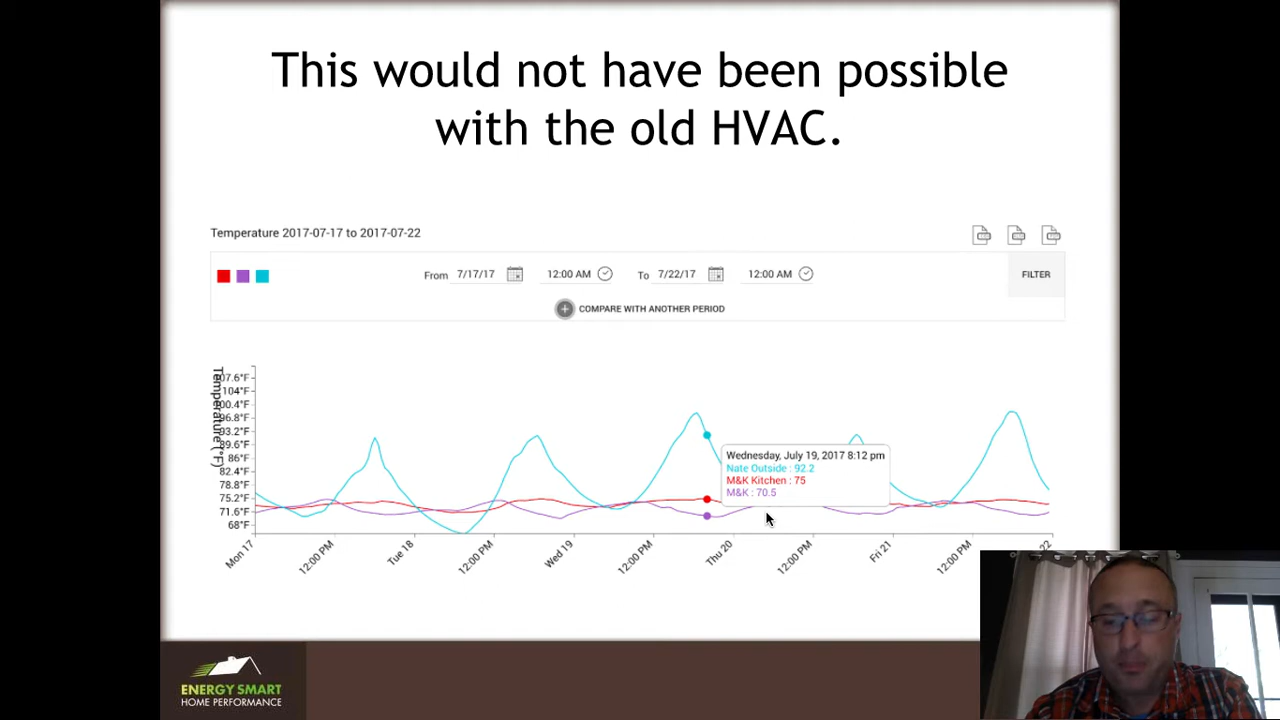 This would not have been possible
with the old HVAC.
Temperature 2017-07-17 to 2017-07-22
From 7/17/17 12:00 AM To 7/22/17 12:00 AM FILTER
COMPARE WITH ANOTHER PERIOD
Temperature (°F)
07.6°F
104°F
00.4°F
96.8°F
93.2°F
89.6°F
86°F
82.4°F
78.8°F
75.2°F
71.6°F
68°F
Wednesday, July 19, 2017 8:12 pm
Nate Outside : 92.2
M&K Kitchen : 75
M&K : 70.5
Mon 17
12:00 PM
Tue 18
12:00 PM
Wed 19
12:00 PM
Thu 20
12:00 PM
Fri 21
12:00 PM
22
ENERGY SMART
HOME PERFORMANCE